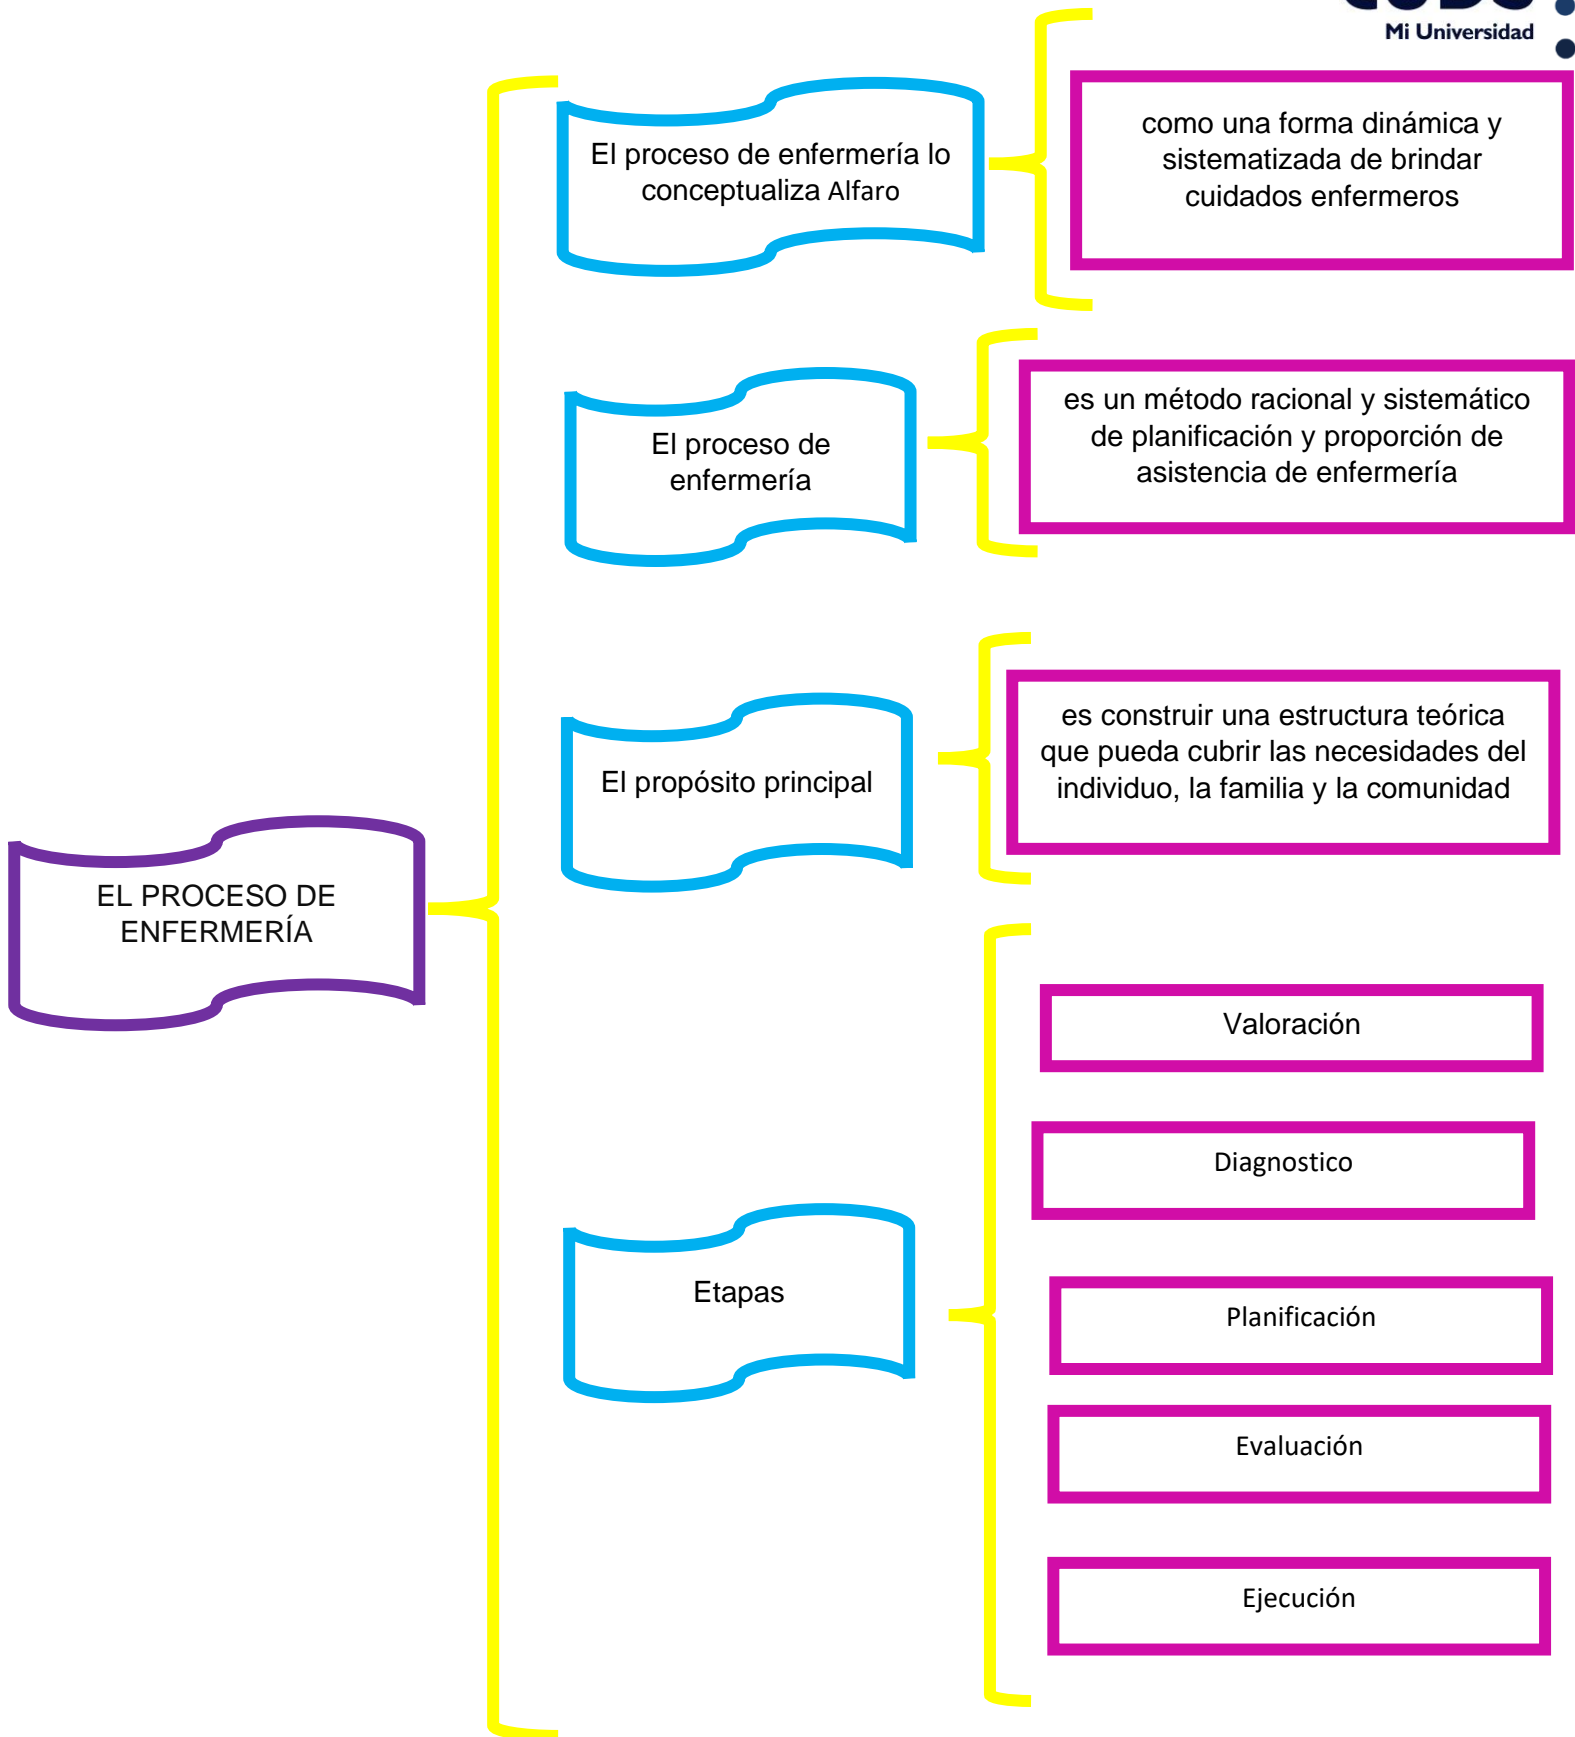 Mi Universidad
El proceso de enfermería lo
conceptualiza Alfaro
como una forma dinámica y
sistematizada de brindar
cuidados enfermeros
El proceso de
enfermería
es un método racional y sistemático
de planificación y proporción de
asistencia de enfermería
El propósito principal
es construir una estructura teórica
que pueda cubrir las necesidades del
individuo, la familia y la comunidad
EL PROCESO DE
ENFERMERÍA
Etapas
Valoración
Diagnostico
Planificación
Evaluación
Ejecución